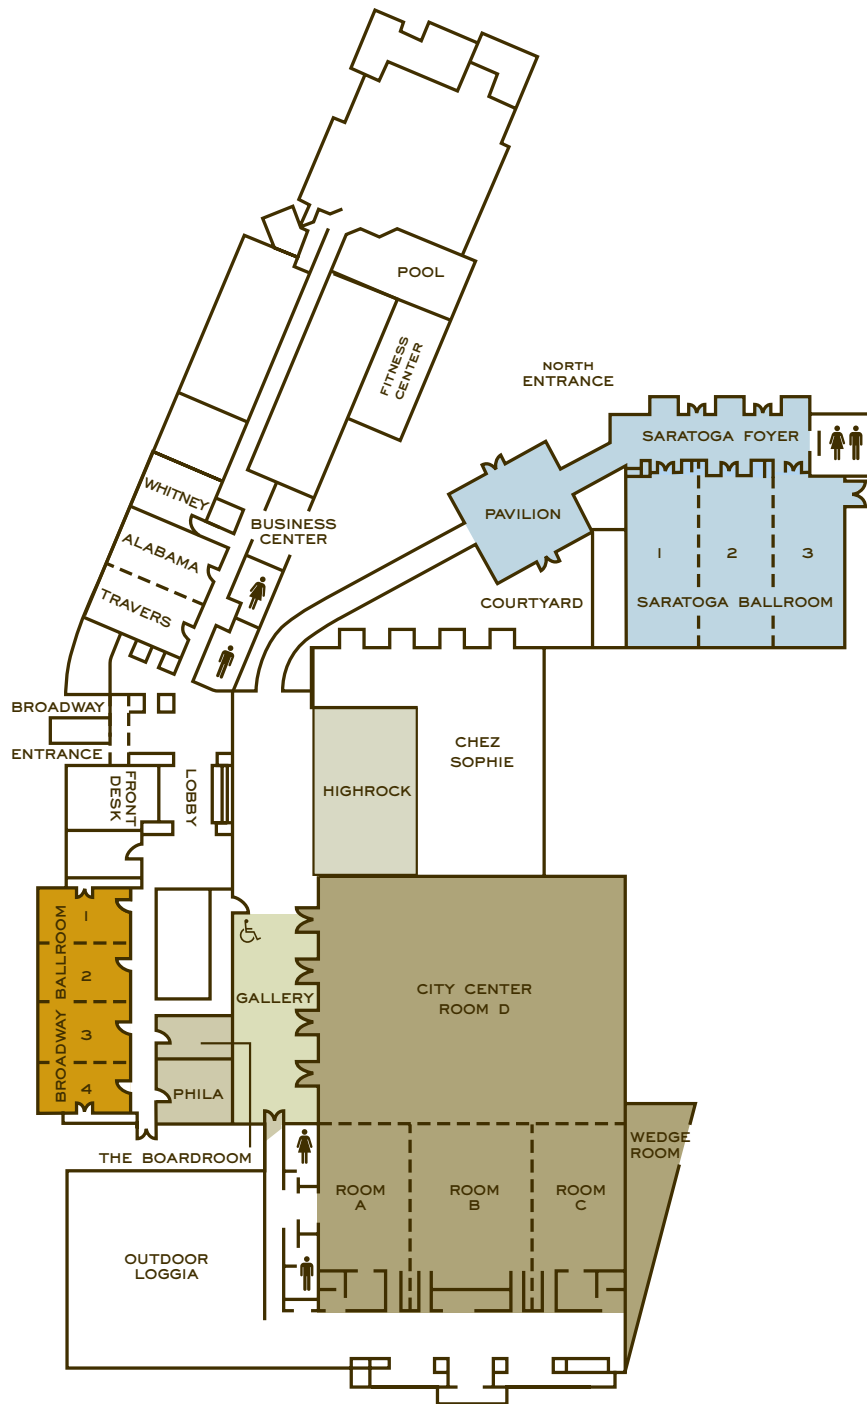 POOL
FITNESS
CENTER
NORTH
ENTRANCE
SARATOGA FOYER
WHITNEY
BUSINESS
CENTER
PAVILION
ALABAMA
1
2
3
TRAVERS
COURTYARD
SARATOGA BALLROOM
BROADWAY
ENTRANCE
FRONT
DESK
LOBBY
CHEZ
SOPHIE
HIGHROCK
BROADWAY BALLROOM
1
2
3
4
GALLERY
CITY CENTER
ROOM D
PHILA
THE BOARDROOM
WEDGE
ROOM
ROOM
A
ROOM
B
ROOM
C
OUTDOOR
LOGGIA